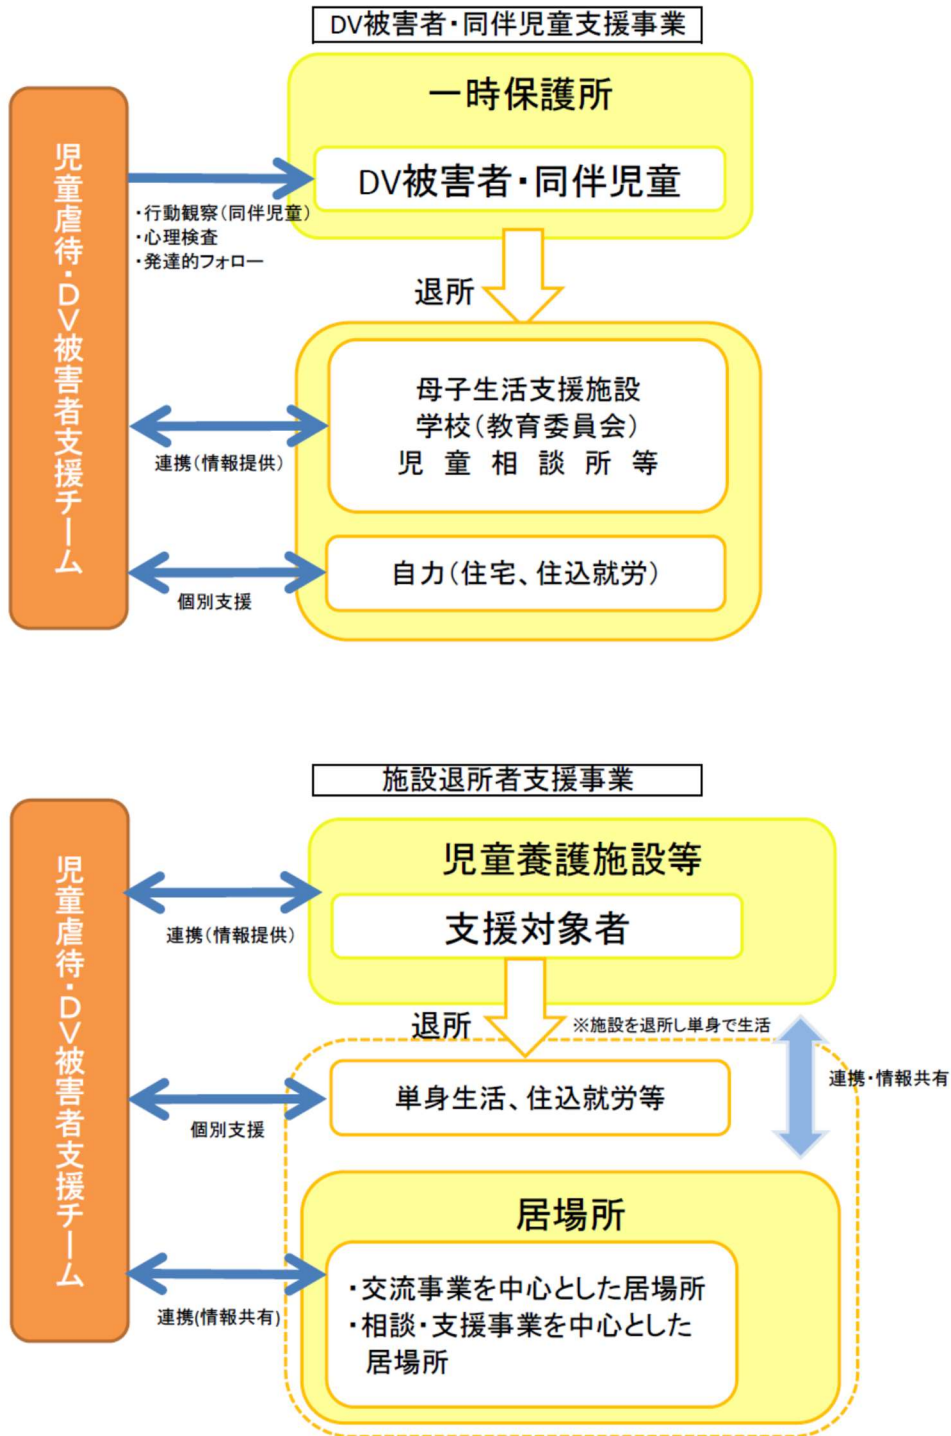 DV被害者・同伴児童支援事業
一時保護所
DV被害者・同伴児童
児童虐待・DV被害者支援チーム
・行動観察（同伴児童）
・心理検査
・発達的フォロー
退所
母子生活支援施設
学校（教育委員会）
児童相談所等
連携（情報提供）
自力（住宅、住込就労）
個別支援
施設退所者支援事業
児童養護施設等
支援対象者
児童虐待・DV被害者支援チーム
連携（情報提供）
退所
※施設を退所し単身で生活
単身生活、住込就労等
連携・情報共有
個別支援
居場所
・交流事業を中心とした居場所
・相談・支援事業を中心とした
居場所
連携(情報共有)